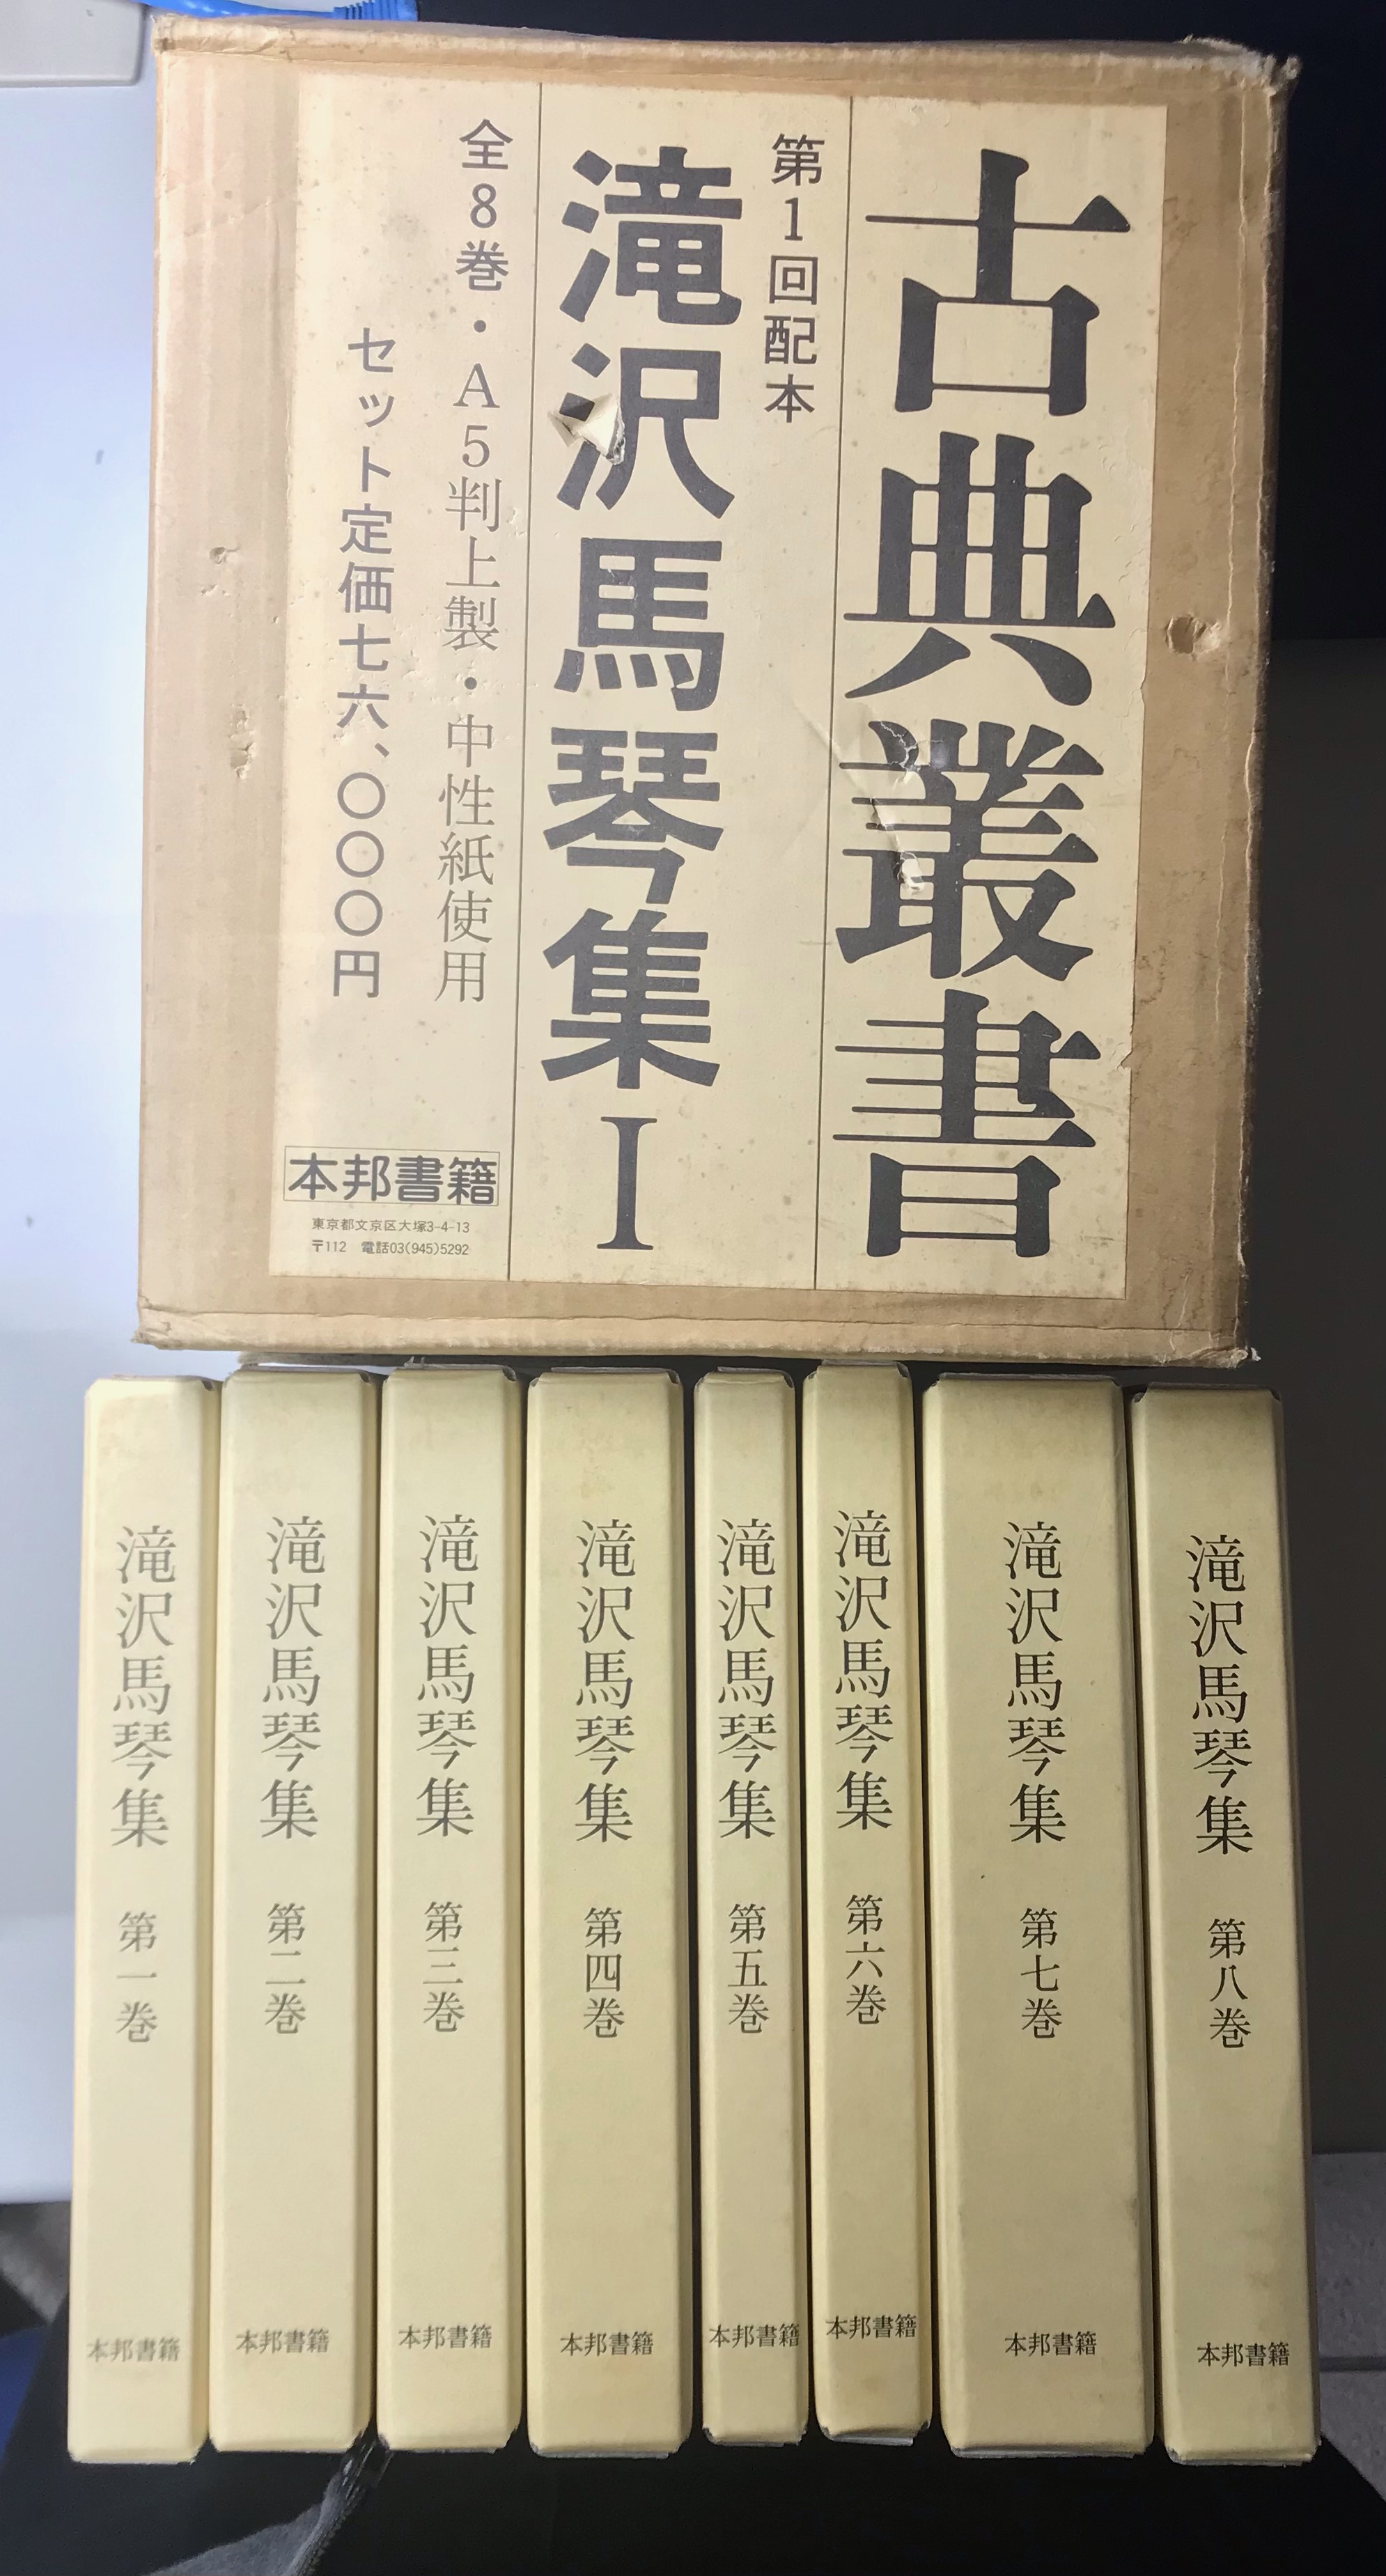 古典叢書
第1回配本
滝沢馬琴集I
全8巻・A5判上製・中性紙使用
セット定価七六、〇〇〇円
本邦書籍
東京都文京区大塚3-4-13
〒112 電話03(945)5292
滝沢馬琴集 第一巻 本邦書籍
滝沢馬琴集 第二巻 本邦書籍
滝沢馬琴集 第三巻 本邦書籍
滝沢馬琴集 第四巻 本邦書籍
滝沢馬琴集 第五巻 本邦書籍
滝沢馬琴集 第六巻 本邦書籍
滝沢馬琴集 第七巻 本邦書籍
滝沢馬琴集 第八巻 本邦書籍